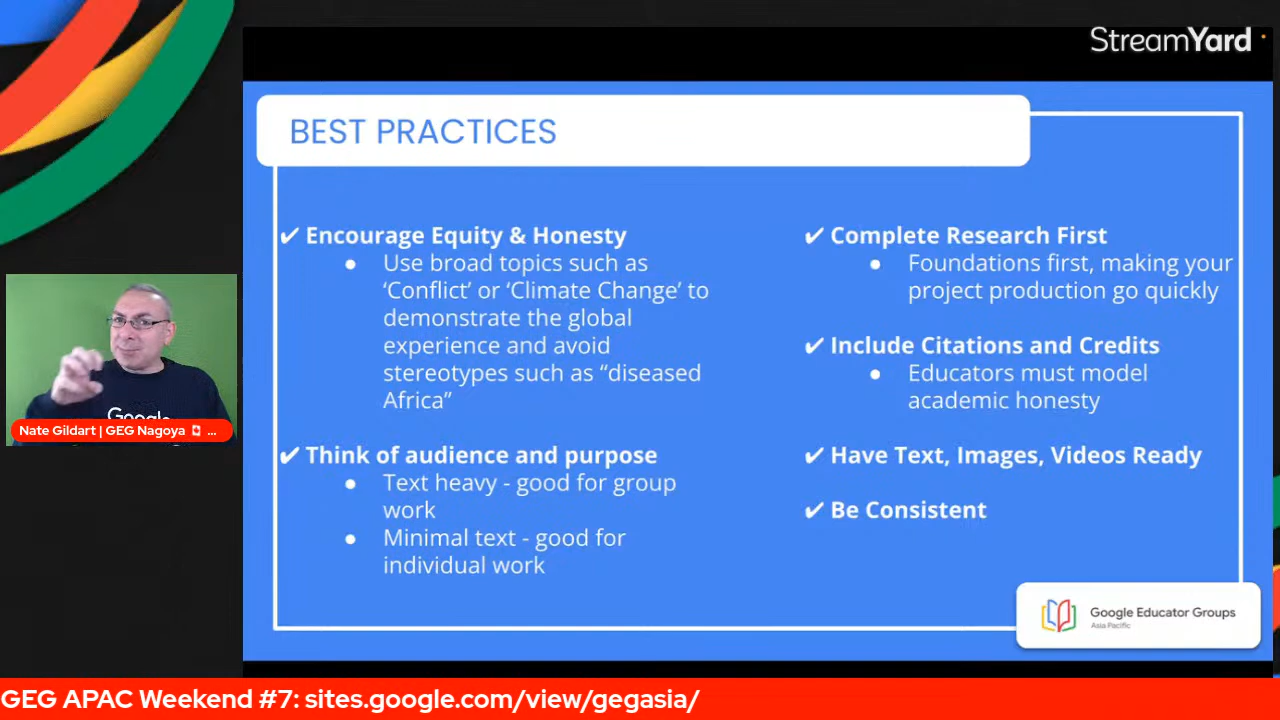 StreamYard
BEST PRACTICES
✔ Encourage Equity & Honesty
● Use broad topics such as
‘Conflict’ or ‘Climate Change’ to
demonstrate the global
experience and avoid
stereotypes such as “diseased
Africa”
✔ Think of audience and purpose
● Text heavy - good for group
work
● Minimal text - good for
individual work
✔ Complete Research First
● Foundations first, making your
project production go quickly
✔ Include Citations and Credits
● Educators must model
academic honesty
✔ Have Text, Images, Videos Ready
✔ Be Consistent
Google Educator Groups
Asia Pacific
Google
Nate Gildart | GEG Nagoya 🇨🇦 ...
GEG APAC Weekend #7: sites.google.com/view/gegasia/